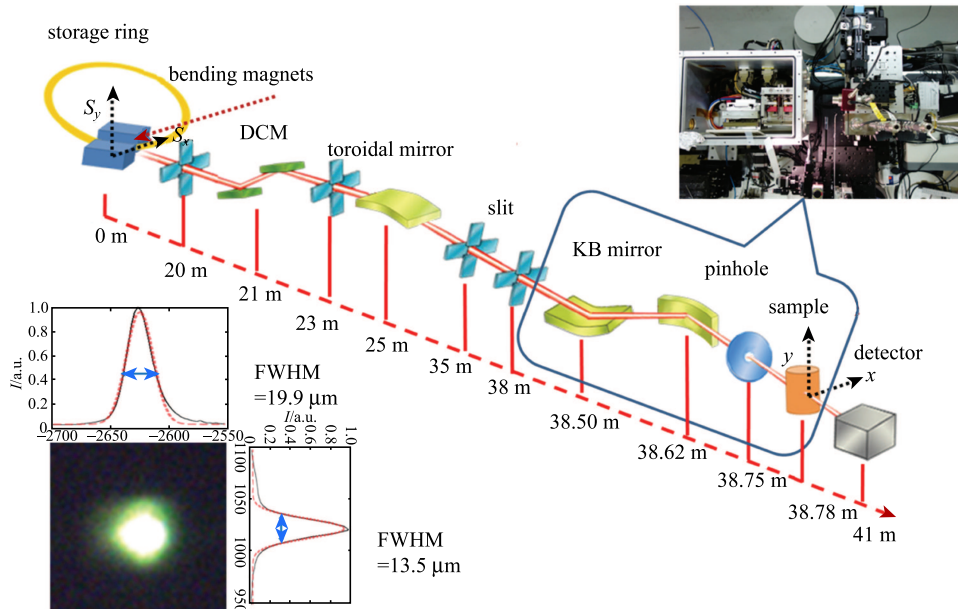 storage ring
bending magnets
S_y
S_x
DCM
toroidal mirror
slit
KB mirror
pinhole
sample
y
x
detector
0 m
20 m
21 m
23 m
25 m
35 m
38 m
38.50 m
38.62 m
38.75 m
38.78 m
41 m
1.0
0.8
0.6
0.4
0.2
0
I/a.u.
−2700
−2650
−2600
−2550
FWHM
=19.9 μm
I/a.u.
0
0.2
0.4
0.6
0.8
1.0
1100
1050
1000
950
FWHM
=13.5 μm